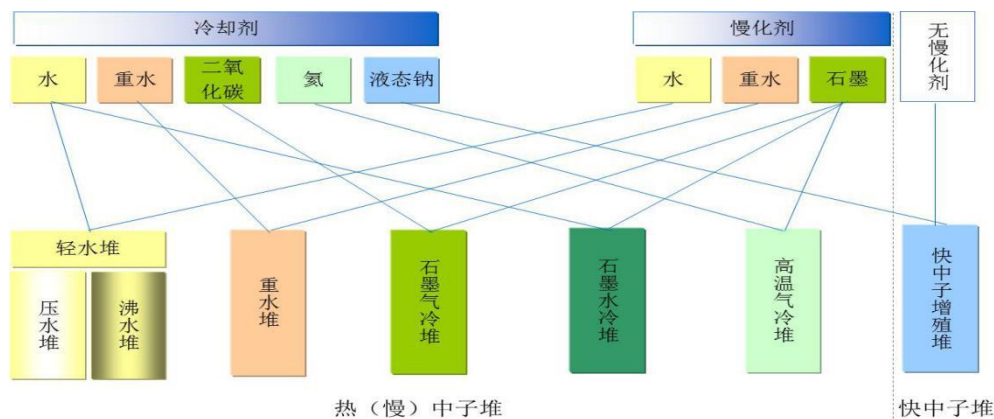 冷却剂
慢化剂
无慢化剂
水
重水
二氧
化碳
氦
液态钠
水
重水
石墨
轻水堆
压水堆
沸水堆
重水堆
石墨气冷堆
石墨水冷堆
高温气冷堆
快中子增殖堆
热（慢）中子堆
快中子堆